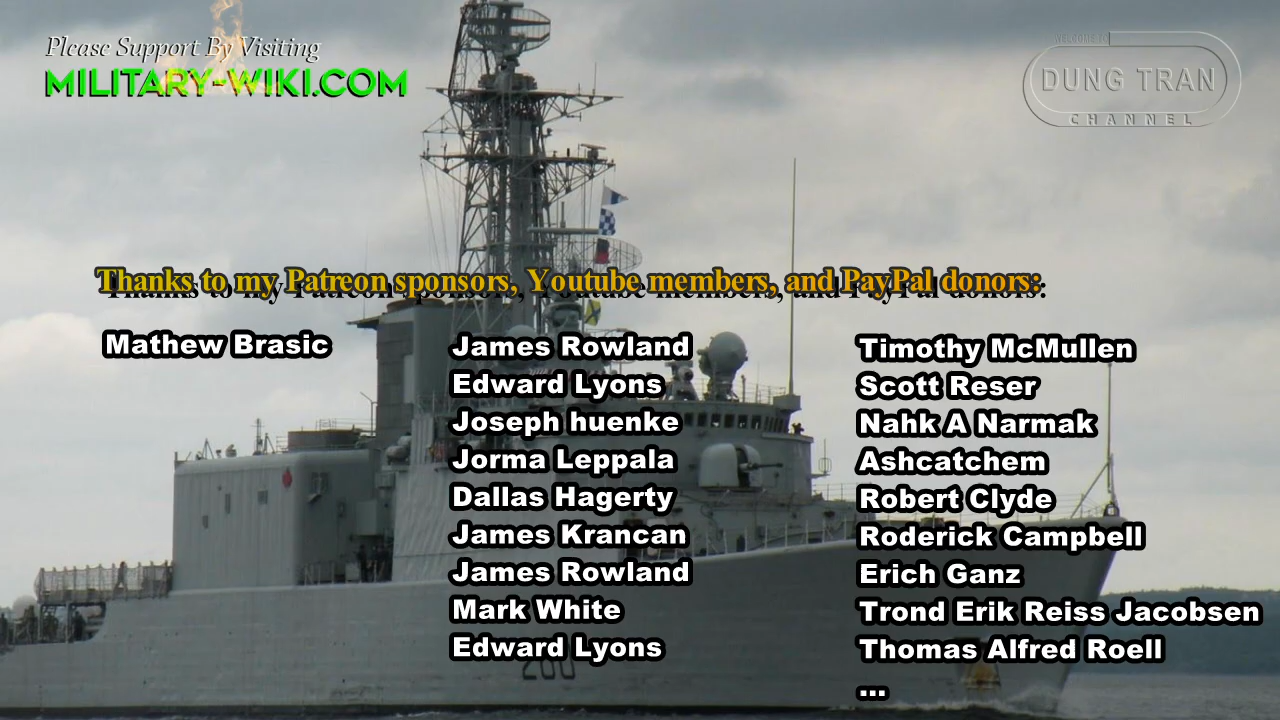 Please Support By Visiting
MILITARY-WIKI.COM
WELCOME TO
DUNG TRAN
CHANNEL
Thanks to my Patreon sponsors, Youtube members, and PayPal donors:
Mathew Brasic
James Rowland
Edward Lyons
Joseph huenke
Jorma Leppala
Dallas Hagerty
James Krancan
James Rowland
Mark White
Edward Lyons
Timothy McMullen
Scott Reser
Nahk A Narmak
Ashcatchem
Robert Clyde
Roderick Campbell
Erich Ganz
Trond Erik Reiss Jacobsen
Thomas Alfred Roell
...
280